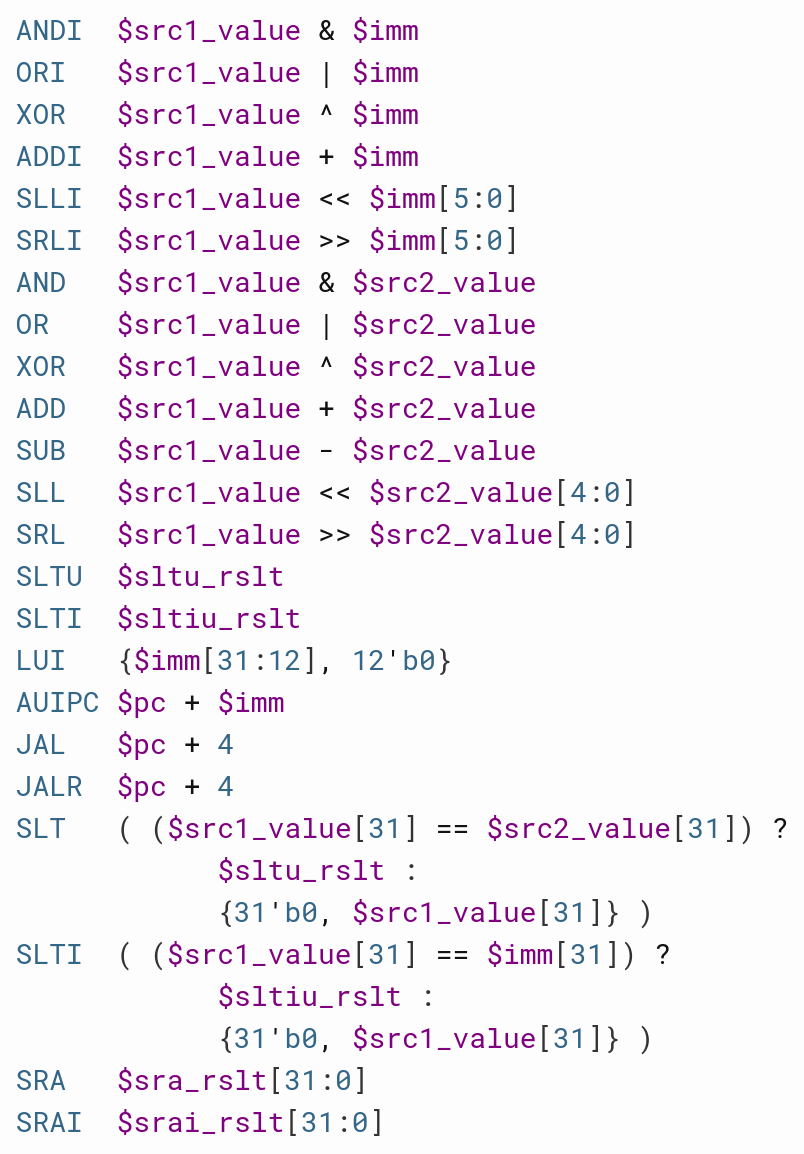 ANDI $src1_value & $imm
ORI $src1_value | $imm
XOR $src1_value ^ $imm
ADDI $src1_value + $imm
SLLI $src1_value << $imm[5:0]
SRLI $src1_value >> $imm[5:0]
AND $src1_value & $src2_value
OR $src1_value | $src2_value
XOR $src1_value ^ $src2_value
ADD $src1_value + $src2_value
SUB $src1_value - $src2_value
SLL $src1_value << $src2_value[4:0]
SRL $src1_value >> $src2_value[4:0]
SLTU $sltu_rslt
SLTI $sltiu_rslt
LUI {$imm[31:12], 12'b0}
AUIPC $pc + $imm
JAL $pc + 4
JALR $pc + 4
SLT ( ($src1_value[31] == $src2_value[31]) ?
$sltu_rslt :
{31'b0, $src1_value[31]} )
SLTI ( ($src1_value[31] == $imm[31]) ?
$sltiu_rslt :
{31'b0, $src1_value[31]} )
SRA $sra_rslt[31:0]
SRAI $srai_rslt[31:0]